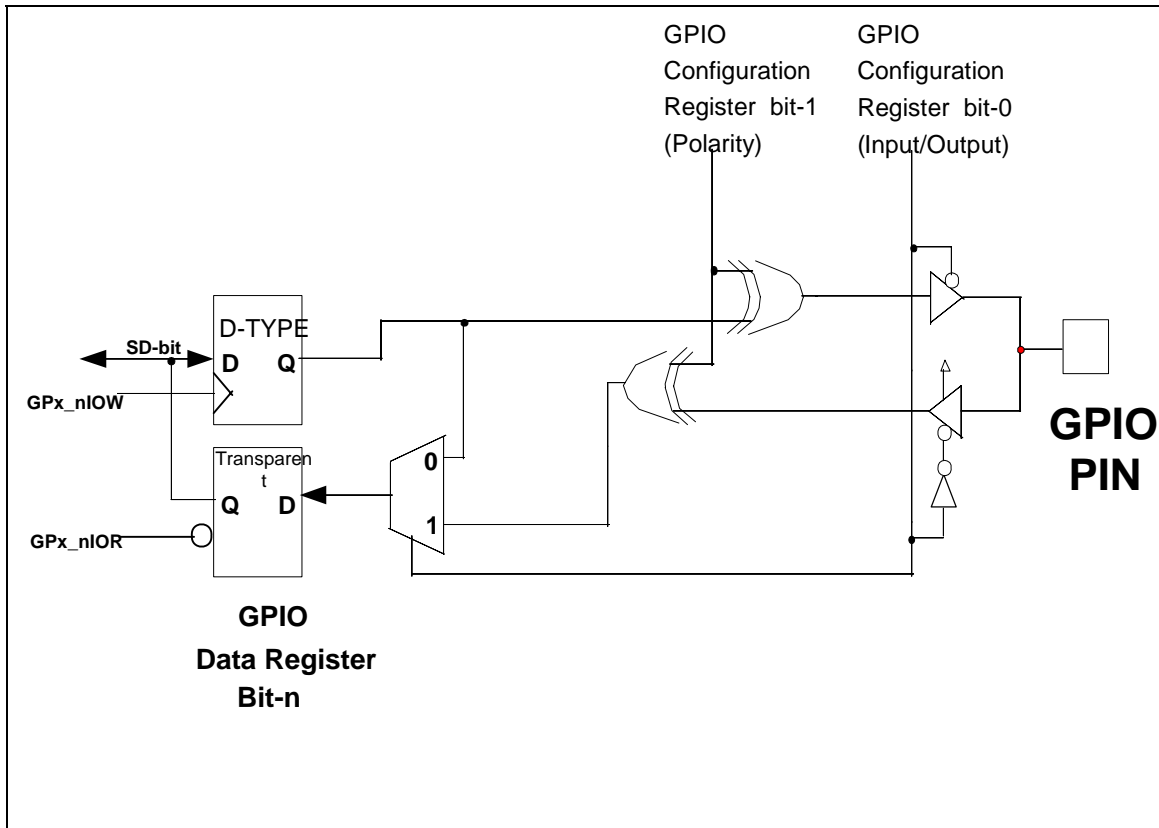 GPIO
Configuration
Register bit-1
(Polarity)
GPIO
Configuration
Register bit-0
(Input/Output)
D-TYPE
SD-bit
D
Q
GPx_nIOW
Transparen
t
Q
D
GPx_nIOR
0
1
GPIO
PIN
GPIO
Data Register
Bit-n